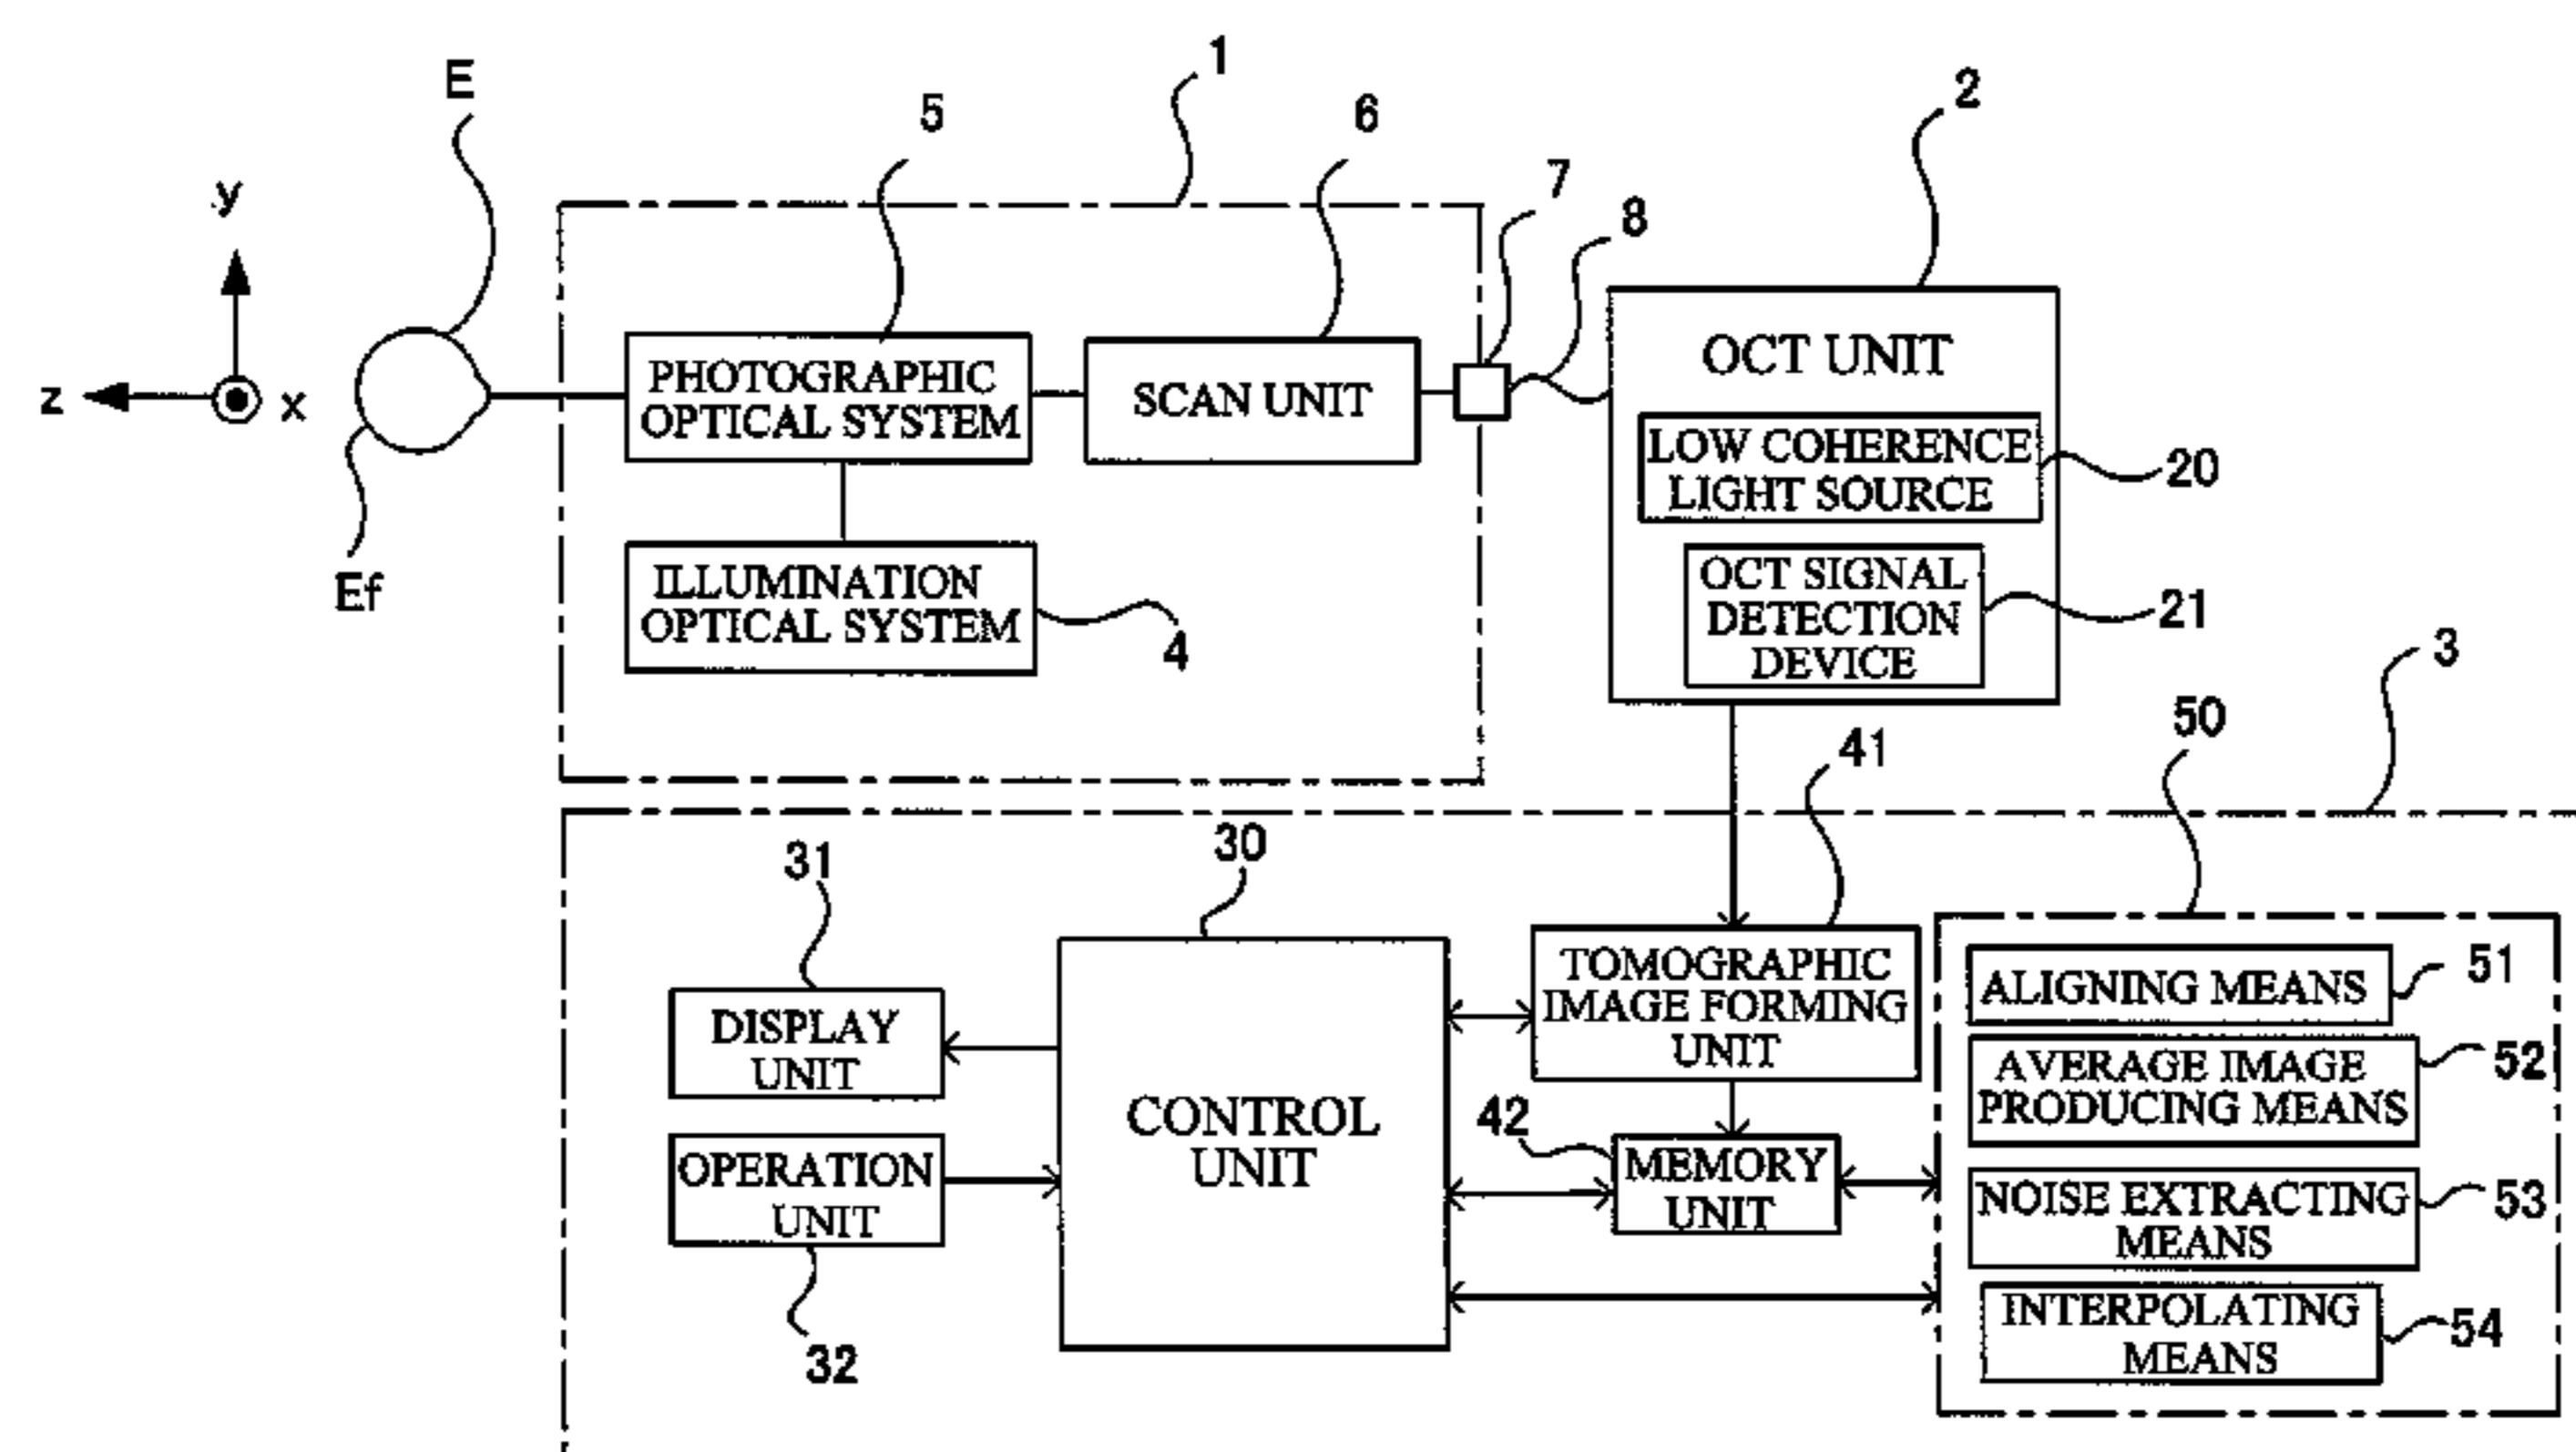 1
E
2
5
6
7
y
8
OCT UNIT
z
x
PHOTOGRAPHIC
OPTICAL SYSTEM
SCAN UNIT
LOW COHERENCE
LIGHT SOURCE
20
Ef
ILLUMINATION
OPTICAL SYSTEM
4
OCT SIGNAL
DETECTION
DEVICE
21
3
50
41
30
31
TOMOGRAPHIC
IMAGE FORMING
UNIT
ALIGNING MEANS
51
DISPLAY
UNIT
AVERAGE IMAGE
PRODUCING MEANS
52
CONTROL
UNIT
42
MEMORY
UNIT
OPERATION
UNIT
NOISE EXTRACTING
MEANS
53
INTERPOLATING
MEANS
54
32